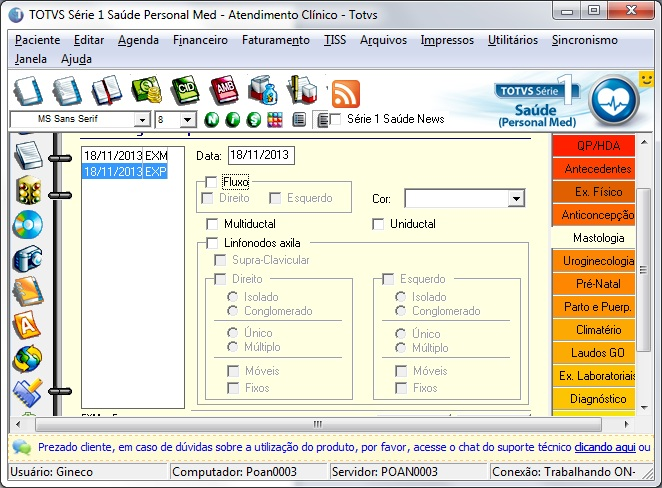 TOTVS Série 1 Saúde Personal Med - Atendimento Clínico - Totvs
Paciente Editar Agenda Financeiro Faturamento TISS Arquivos Impressos Utilitários Sincronismo
Janela Ajuda
CID
AMB
TOTVS Série 1
Saúde
(Personal Med)
MS Sans Serif 8 N I S Série 1 Saúde News
18/11/2013 EXM
18/11/2013 EXP
Data: 18/11/2013
Fluxo
Direito Esquerdo
Cor:
Multiductal Uniductal
Linfonodos axila
Supra-Clavicular
Direito Esquerdo
Isolado Isolado
Conglomerado Conglomerado
Único Único
Múltiplo Múltiplo
Móveis Móveis
Fixos Fixos
QP/HDA
Antecedentes
Ex. Físico
Anticoncepção
Mastologia
Uroginecologia
Pré-Natal
Parto e Puerp.
Climatério
Laudos GO
Ex. Laboratoriais
Diagnóstico
Prezado cliente, em caso de dúvidas sobre a utilização do produto, por favor, acesse o chat do suporte técnico clicando aqui ou
Usuário: Gineco Computador: Poan0003 Servidor: POAN0003 Conexão: Trabalhando ON-